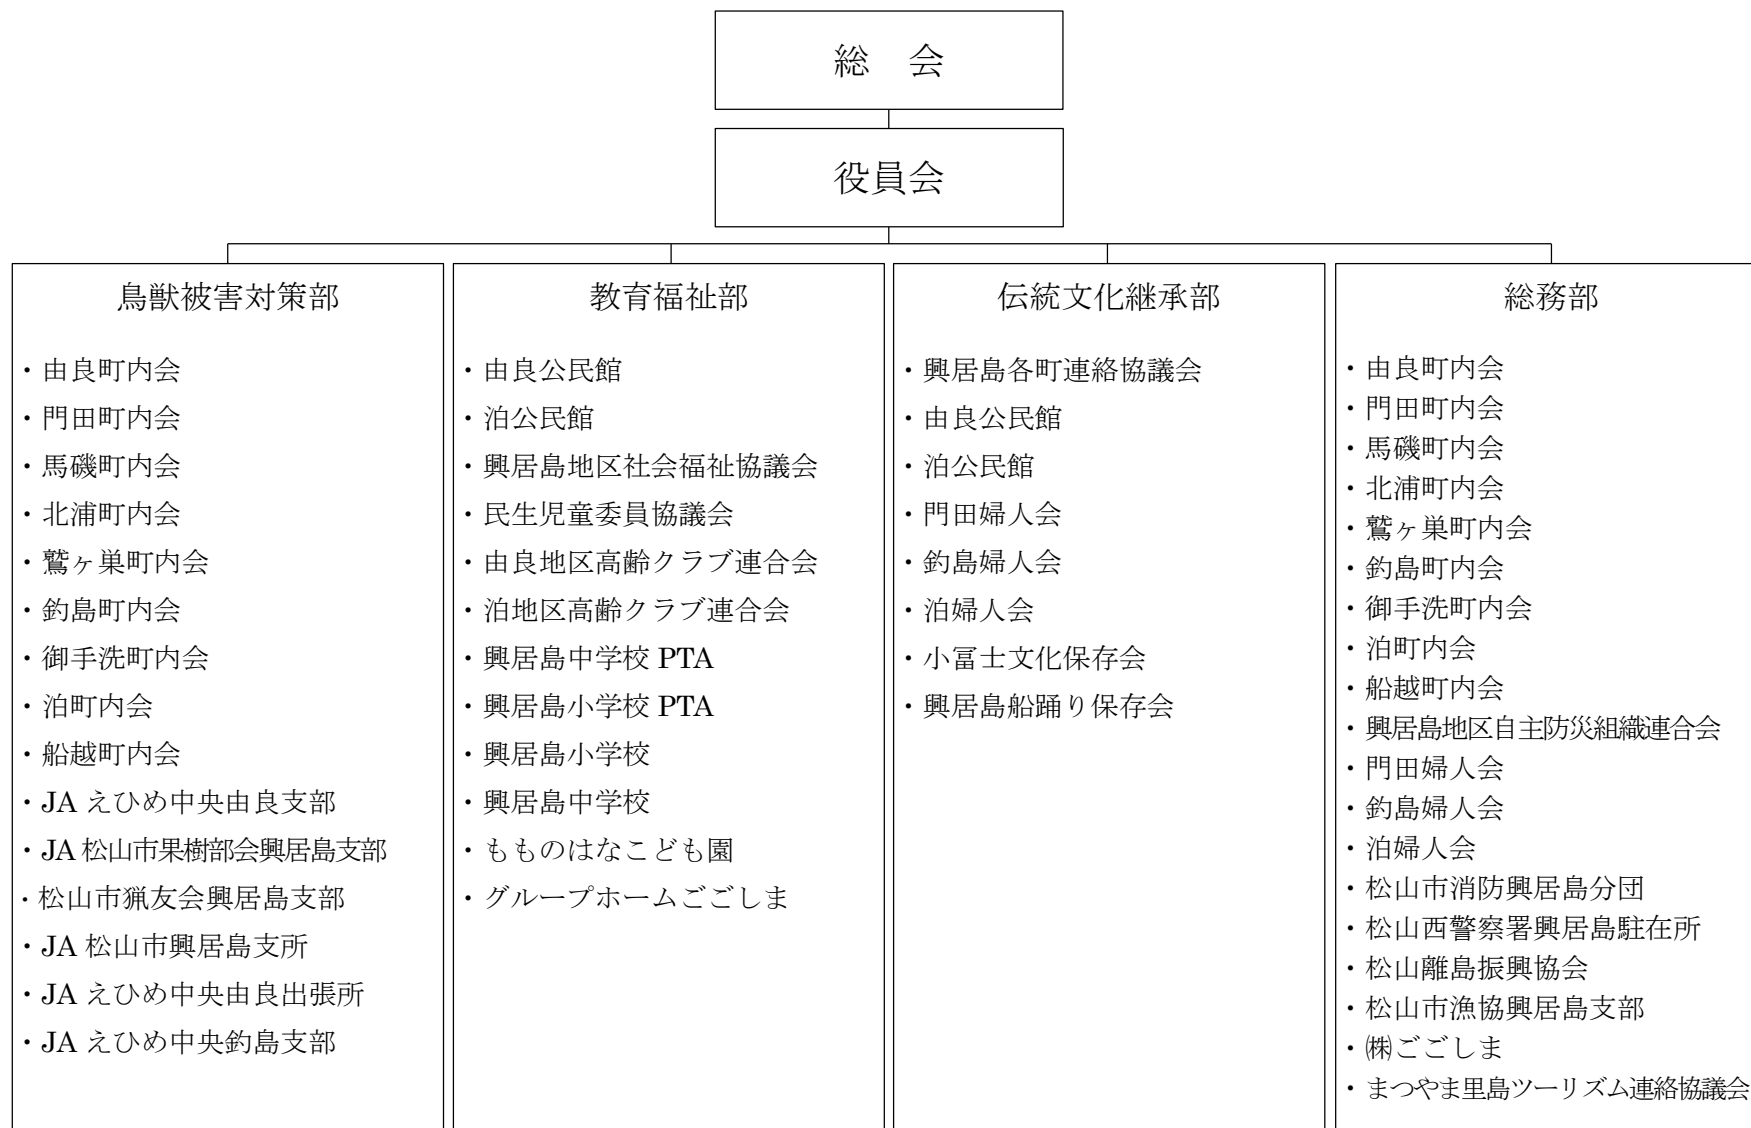 総　会
役員会
鳥獣被害対策部
・由良町内会
・門田町内会
・馬磯町内会
・北浦町内会
・鷲ヶ巣町内会
・釣島町内会
・御手洗町内会
・泊町内会
・船越町内会
・JA えひめ中央由良支部
・JA 松山市果樹部会興居島支部
・松山市猟友会興居島支部
・JA 松山市興居島支所
・JA えひめ中央由良出張所
・JA えひめ中央釣島支部
教育福祉部
・由良公民館
・泊公民館
・興居島地区社会福祉協議会
・民生児童委員協議会
・由良地区高齢クラブ連合会
・泊地区高齢クラブ連合会
・興居島中学校 PTA
・興居島小学校 PTA
・興居島小学校
・興居島中学校
・もものはなこども園
・グループホームごごしま
伝統文化継承部
・興居島各町連絡協議会
・由良公民館
・泊公民館
・門田婦人会
・釣島婦人会
・泊婦人会
・小冨士文化保存会
・興居島船踊り保存会
総務部
・由良町内会
・門田町内会
・馬磯町内会
・北浦町内会
・鷲ヶ巣町内会
・釣島町内会
・御手洗町内会
・泊町内会
・船越町内会
・興居島地区自主防災組織連合会
・門田婦人会
・釣島婦人会
・泊婦人会
・松山市消防興居島分団
・松山西警察署興居島駐在所
・松山離島振興協会
・松山市漁協興居島支部
・㈱ごごしま
・まつやま里島ツーリズム連絡協議会